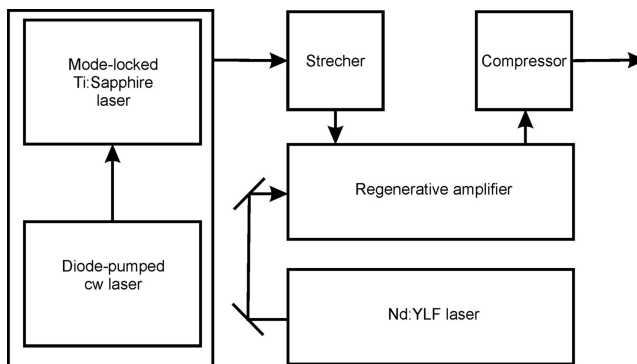 Mode-locked
Ti:Sapphire
laser
Strecher
Compressor
Regenerative amplifier
Diode-pumped
cw laser
Nd:YLF laser